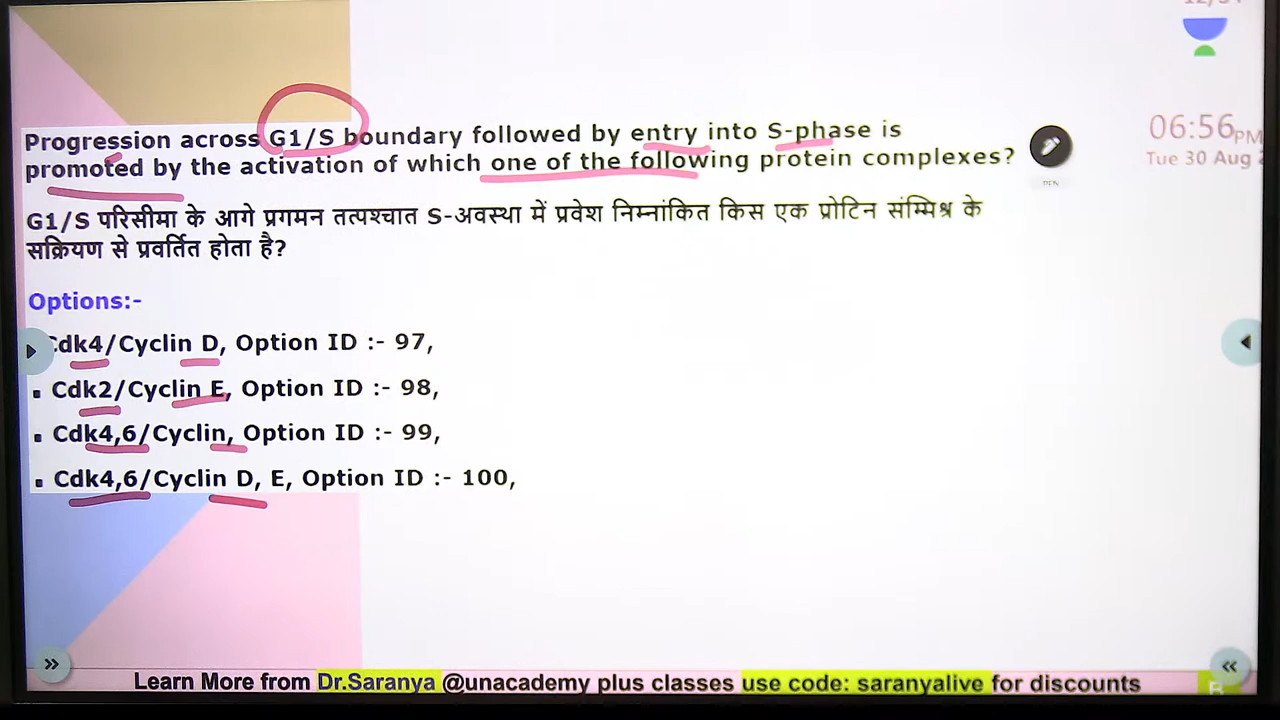 Progression across G1/S boundary followed by entry into S-phase is
promoted by the activation of which one of the following protein complexes?
06:56PM
Tue 30 Aug
G1/S परिसीमा के आगे प्रगमन तत्पश्चात S-अवस्था में प्रवेश निम्नांकित किस एक प्रोटिन संम्मिश्र के
सक्रियण से प्रवर्तित होता है?
Options:-
Cdk4/Cyclin D, Option ID :- 97,
▪ Cdk2/Cyclin E, Option ID :- 98,
▪ Cdk4,6/Cyclin, Option ID :- 99,
▪ Cdk4,6/Cyclin D, E, Option ID :- 100,
Learn More from Dr.Saranya @unacademy plus classes use code: saranyalive for discounts